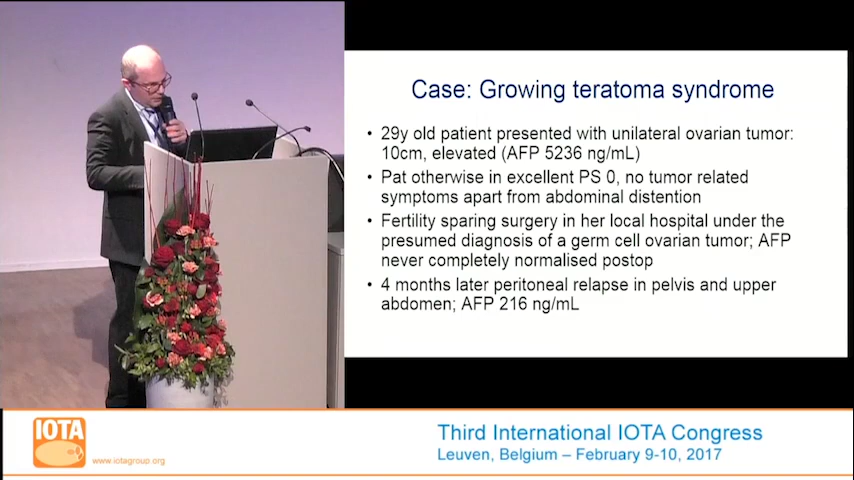 Case: Growing teratoma syndrome
• 29y old patient presented with unilateral ovarian tumor:
10cm, elevated (AFP 5236 ng/mL)
• Pat otherwise in excellent PS 0, no tumor related
symptoms apart from abdominal distention
• Fertility sparing surgery in her local hospital under the
presumed diagnosis of a germ cell ovarian tumor; AFP
never completely normalised postop
• 4 months later peritoneal relapse in pelvis and upper
abdomen; AFP 216 ng/mL
IOTA
www.iotagroup.org
Third International IOTA Congress
Leuven, Belgium – February 9-10, 2017